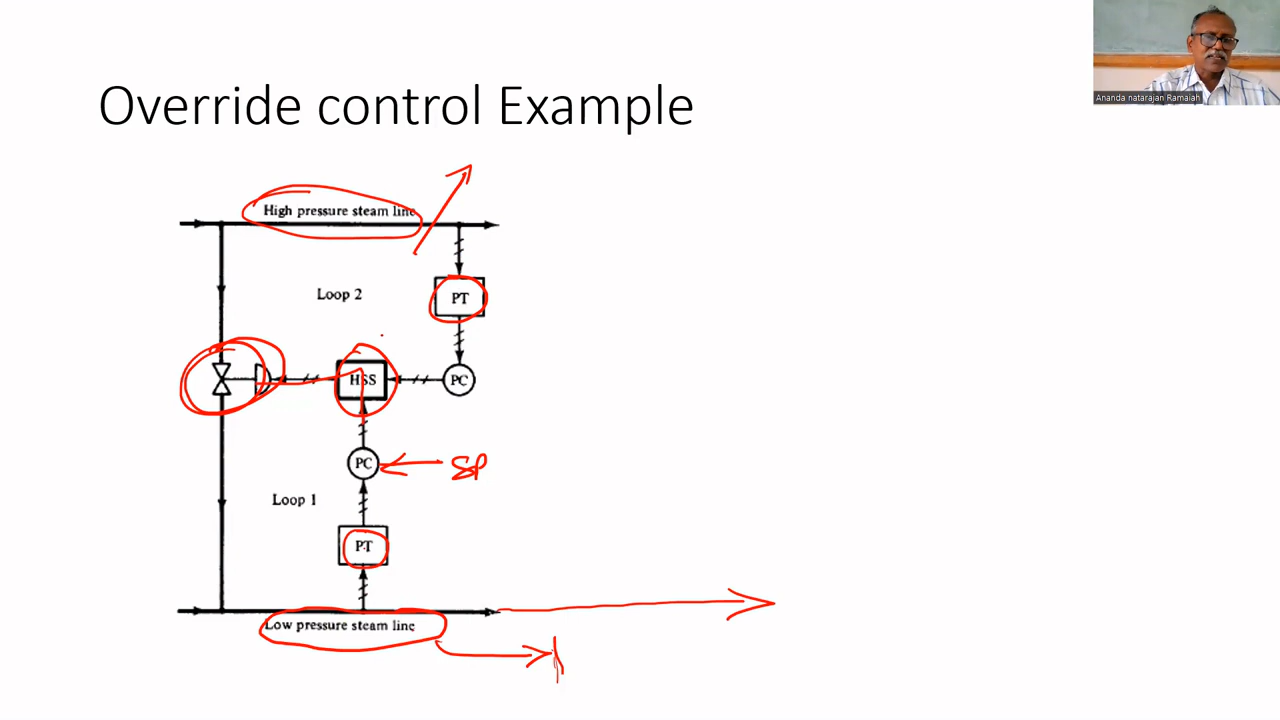 Ananda natarajan Ramaiah
Override control Example
High pressure steam line
Loop 2
PT
HSS
PC
PC
SP
Loop 1
PT
Low pressure steam line